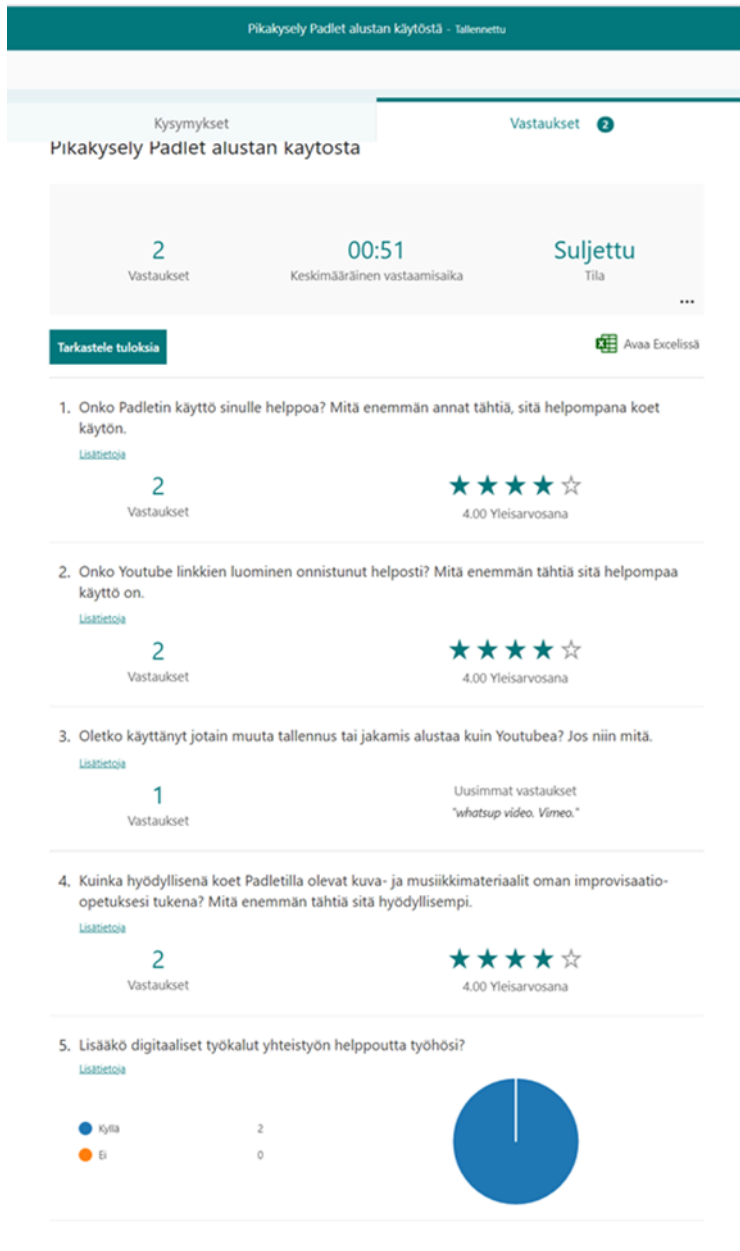 Pikakysely Padlet alustan käytöstä - Tallennettu
Kysymykset
Vastaukset 2
Pikakysely Padlet alustan käytöstä
2
Vastaukset
00:51
Keskimääräinen vastaamisaika
Suljettu
Tila
...
Tarkastele tuloksia
Avaa Excelissä
1. Onko Padletin käyttö sinulle helppoa? Mitä enemmän annat tähtiä, sitä helpompana koet
käytön.
Lisätietoja
2
Vastaukset
4.00 Yleisarvosana
2. Onko Youtube linkkien luominen onnistunut helposti? Mitä enemmän tähtiä sitä helpompaa
käyttö on.
Lisätietoja
2
Vastaukset
4.00 Yleisarvosana
3. Oletko käyttänyt jotain muuta tallennus tai jakamis alustaa kuin Youtubea? Jos niin mitä.
Lisätietoja
1
Vastaukset
Uusimmat vastaukset
"whatsup video. Vimeo."
4. Kuinka hyödyllisenä koet Padletilla olevat kuva- ja musiikkimateriaalit oman improvisaatio-
opetuksesi tukena? Mitä enemmän tähtiä sitä hyödyllisempi.
Lisätietoja
2
Vastaukset
4.00 Yleisarvosana
5. Lisääkö digitaaliset työkalut yhteistyön helppoutta työhösi?
Lisätietoja
Kyllä 2
Ei 0